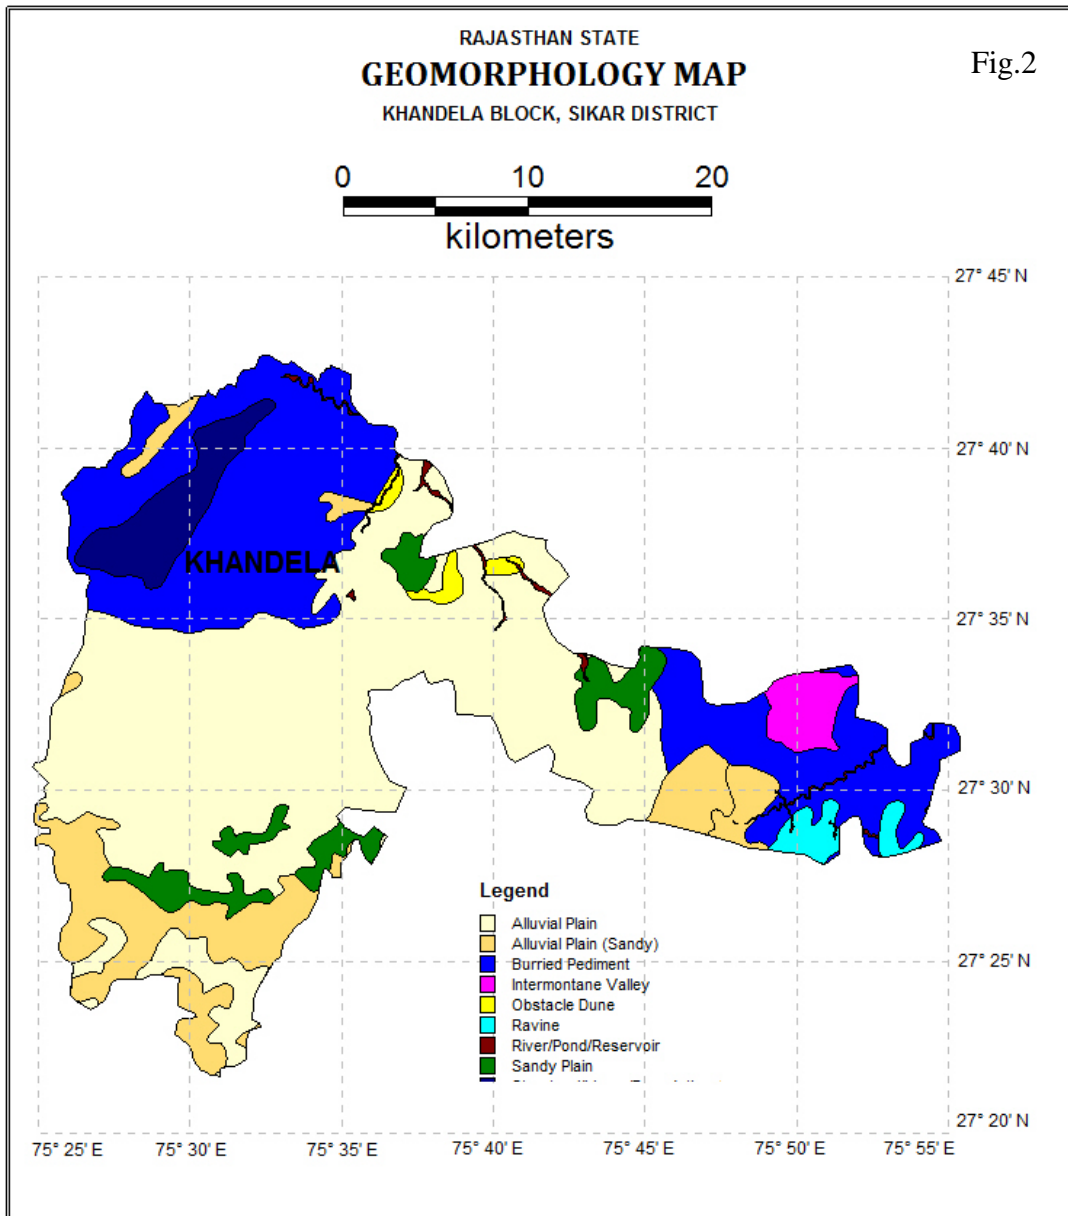 RAJASTHAN STATE
GEOMORPHOLOGY MAP
Fig.2
KHANDELA BLOCK, SIKAR DISTRICT
0 10 20
kilometers
27° 45' N
27° 40' N
KHANDELA
27° 35' N
27° 30' N
Legend
Alluvial Plain
Alluvial Plain (Sandy)
Burried Pediment
27° 25' N
Intermontane Valley
Obstacle Dune
Ravine
River/Pond/Reservoir
Sandy Plain
27° 20' N
75° 25' E 75° 30' E 75° 35' E 75° 40' E 75° 45' E 75° 50' E 75° 55' E